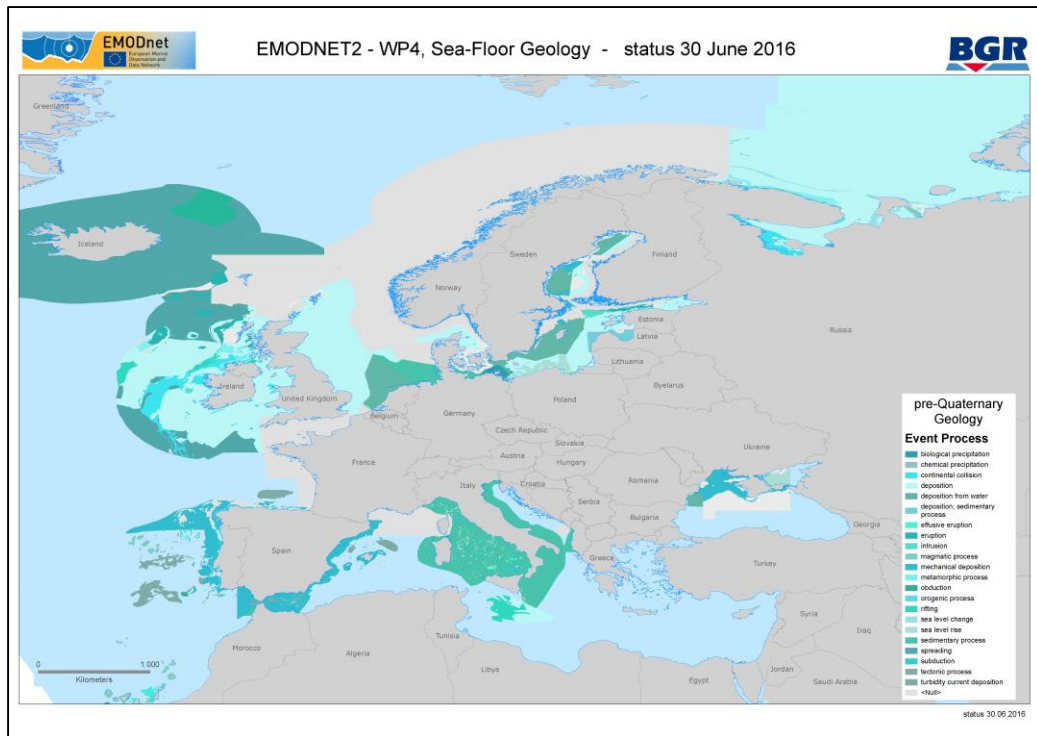 EMODnet
European Marine
Observation and
Data Network
EMODNET2 - WP4, Sea-Floor Geology - status 30 June 2016
BGR
Greenland
Iceland
Sweden
Finland
Norway
Russia
Estonia
Latvia
Lithuania
Byelarus
Ireland
United Kingdom
Belgium
Germany
Poland
Czech Republic
Slovakia
Ukraine
Austria
Hungary
France
Romania
Italy
Croatia
Serbia
Bulgaria
Georgia
Spain
Greece
Turkey
Syria
Iraq
Morocco
Algeria
Tunisia
Libya
Egypt
Jordan
Saudi Arabia
0 1.000
Kilometers
pre-Quaternary
Geology
Event Process
biological precipitation
chemical precipitation
continental collision
deposition
deposition from water
deposition; sedimentary
process
effusive eruption
eruption
intrusion
magmatic process
mechanical deposition
metamorphic process
obduction
orogenic process
rifting
sea level change
sea level rise
sedimentary process
spreading
subduction
tectonic process
turbidity current deposition
<Null>
status 30.06.2016